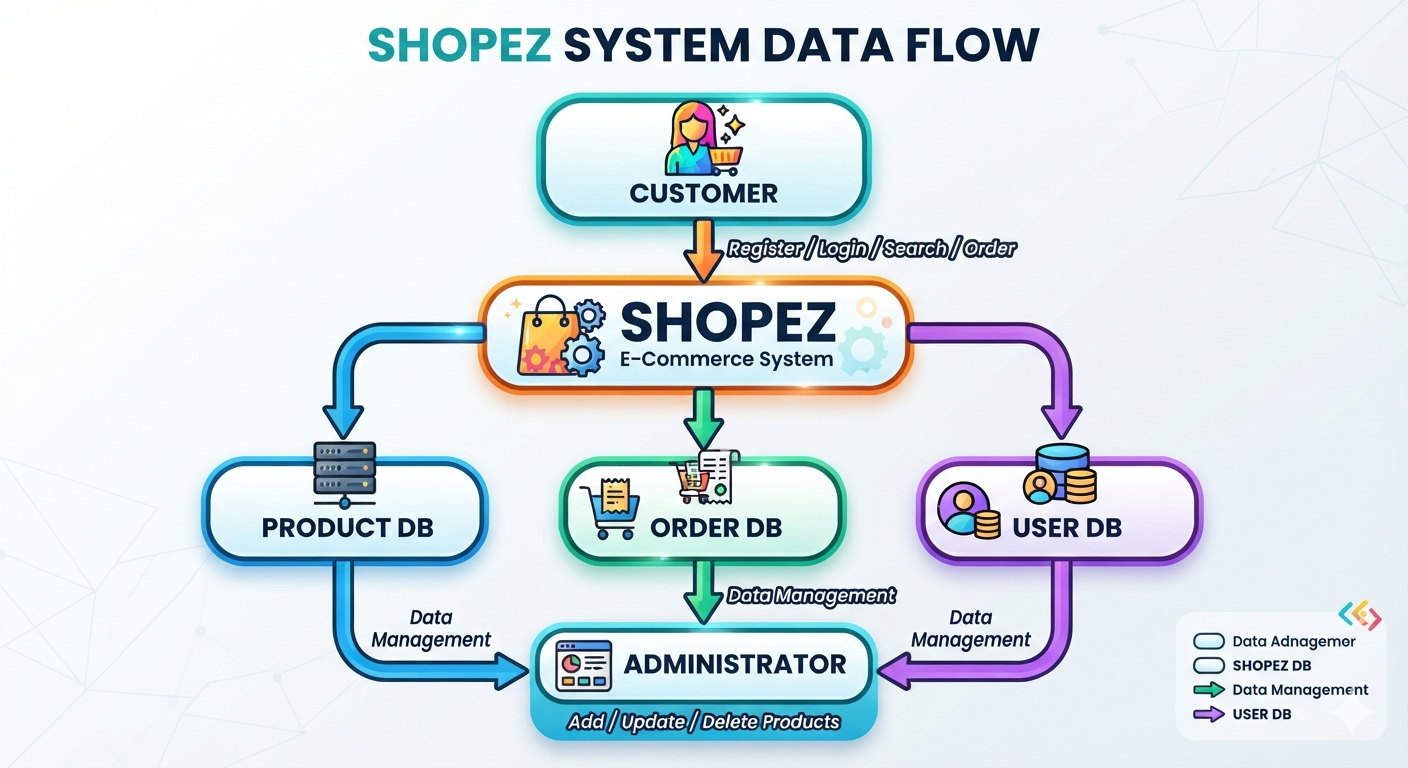 SHOPEZ SYSTEM DATA FLOW
CUSTOMER
Register / Login / Search / Order
SHOPEZ
E-Commerce System
PRODUCT DB
ORDER DB
USER DB
Data Management
Data
Management
Data
Management
ADMINISTRATOR
Add / Update / Delete Products
Data Adnagemor
SHOPEZ DB
Data Management
USER DB